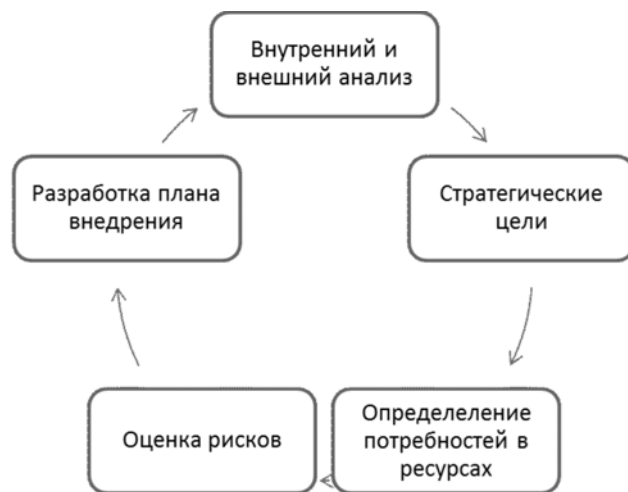 Внутренний и
внешний анализ
Стратегические
цели
Определеление
потребностей в
ресурсах
Оценка рисков
Разработка плана
внедрения